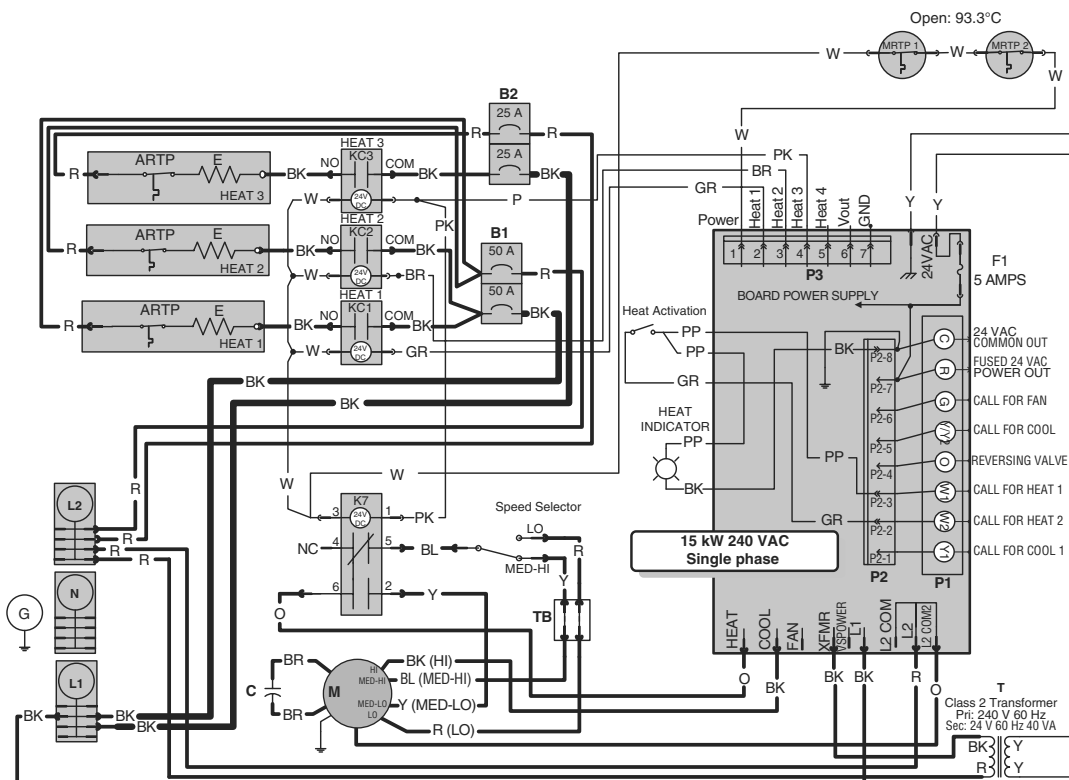 Open: 93.3°C
MRTP 1
MRTP 2
W
W
W
W
B2
25 A
25 A
R
R
BK
BK
HEAT 3
KC3
NO
COM
24V
DC
ARTP
E
HEAT 3
R
BK
W
P
PK
PK
BR
GR
HEAT 2
KC2
NO
COM
24V
DC
ARTP
E
HEAT 2
R
BK
BK
W
BR
B1
50 A
50 A
R
BK
HEAT 1
KC1
NO
COM
24V
DC
ARTP
E
HEAT 1
R
BK
BK
W
GR
BK
BK
Power
Heat 1
Heat 2
Heat 3
Heat 4
Vout
GND
1
2
3
4
5
6
7
P3
Y
Y
24VAC
F1
5 AMPS
BOARD POWER SUPPLY
Heat Activation
PP
PP
GR
HEAT
INDICATOR
PP
BK
BK
PP
GR
P2-8
P2-7
P2-6
P2-5
P2-4
P2-3
P2-2
P2-1
P2
C
R
G
Y/Y2
O
W1
W2
Y1
P1
24 VAC
COMMON OUT
FUSED 24 VAC
POWER OUT
CALL FOR FAN
CALL FOR COOL
REVERSING VALVE
CALL FOR HEAT 1
CALL FOR HEAT 2
CALL FOR COOL 1
15 kW 240 VAC
Single phase
W
W
K7
24V
DC
3
1
PK
NC
4
5
BL
6
2
Y
O
Speed Selector
LO
MED-HI
R
Y
TB
L2
R
R
R
R
N
G
L1
BK
BK
BK
C
BR
BR
M
HI
MED-HI
MED-LO
LO
BK (HI)
BL (MED-HI)
Y (MED-LO)
R (LO)
HEAT
COOL
FAN
XFMR
VSPOWER
L1
L2 COM
L2
L2 COM2
O
BK
BK
BK
R
O
T
Class 2 Transformer
Pri: 240 V 60 Hz
Sec: 24 V 60 Hz 40 VA
BK
Y
R
Y